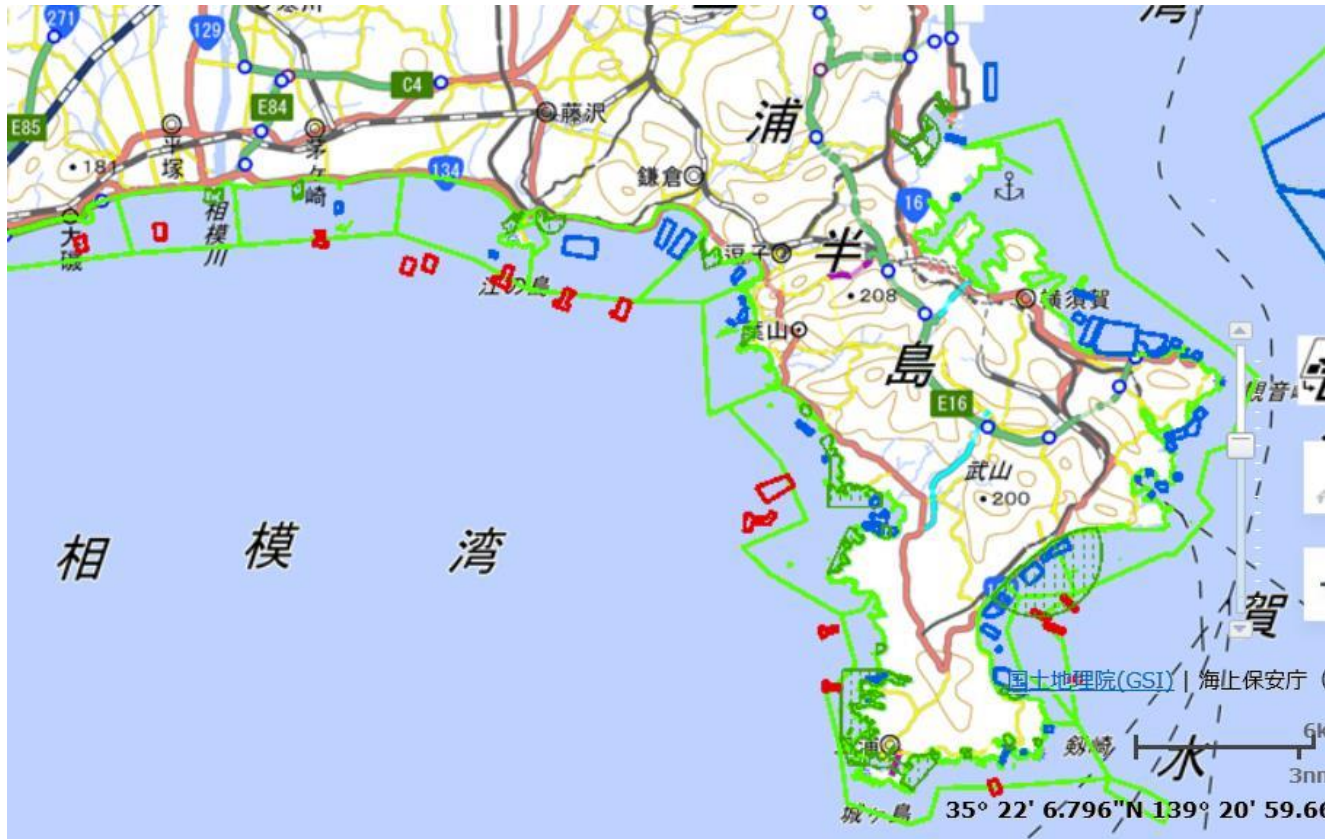 271
129
湾
C4
E84
E85
藤沢
浦
平塚
茅ヶ崎
181
134
鎌倉
16
相模川
大磯
逗子
半
江の島
208
横須賀
葉山
島
観音崎
E16
武山
200
相模湾
賀
国土地理院(GSI) | 海上保安庁（
6k
三浦
剱崎
水
3nm
城ヶ島
35° 22' 6.796"N 139° 20' 59.66